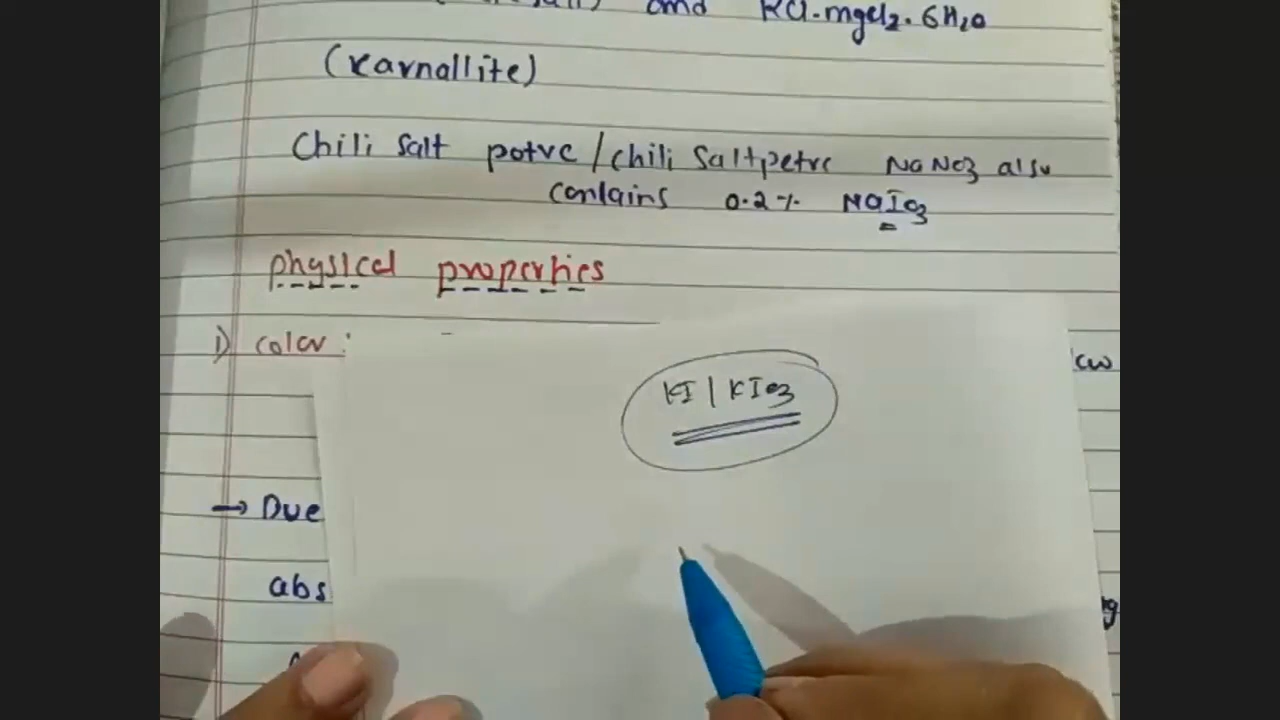 and KCl.mgcl2.6H2O
(karnallite)
Chili salt potre/chili saltpetre NaNO3 also
contains 0.2% NaIO3
physical properties
1) color :
KI | KIO3
→ Due
abs